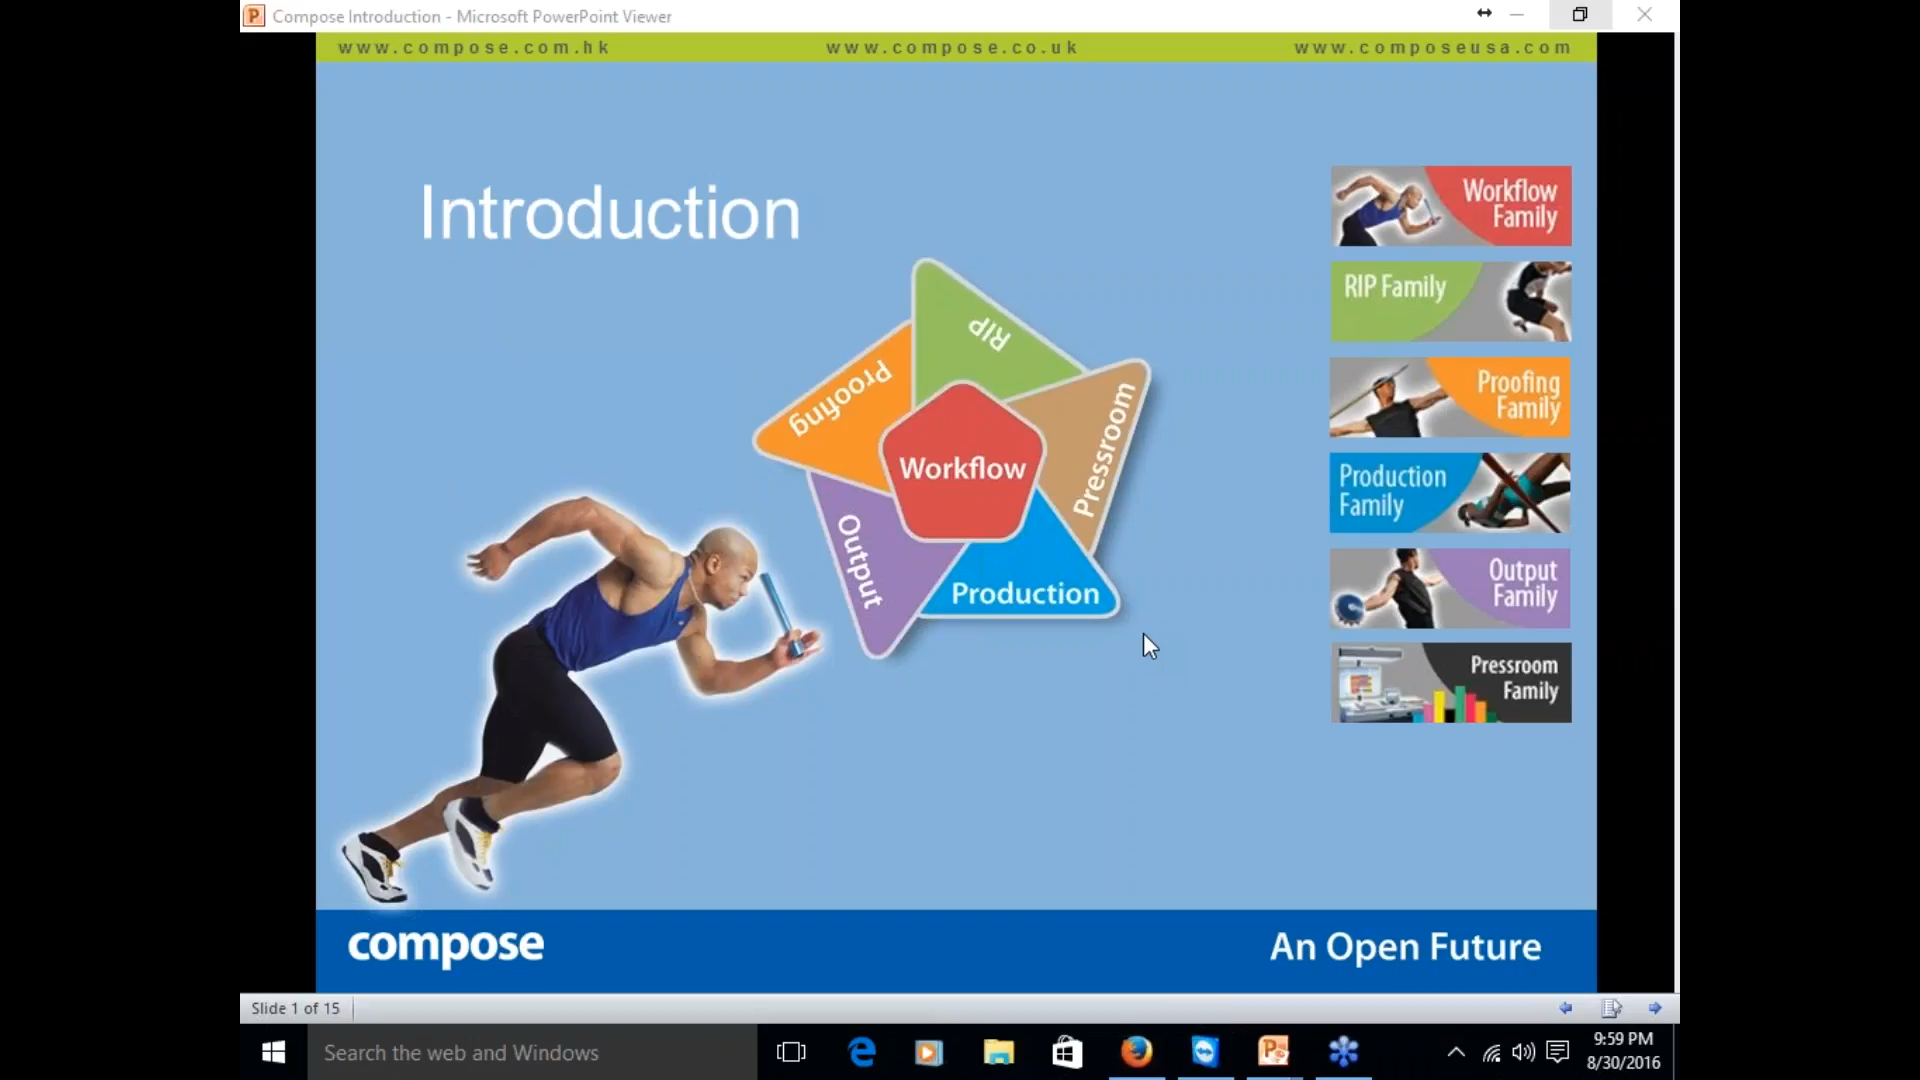 Compose Introduction - Microsoft PowerPoint Viewer
www.compose.com.hk
www.compose.co.uk
www.composeusa.com
Introduction
RIP
Proofing
Pressroom
Workflow
Output
Production
Workflow
Family
RIP Family
Proofing
Family
Production
Family
Output
Family
Pressroom
Family
compose
An Open Future
Slide 1 of 15
Search the web and Windows
9:59 PM
8/30/2016